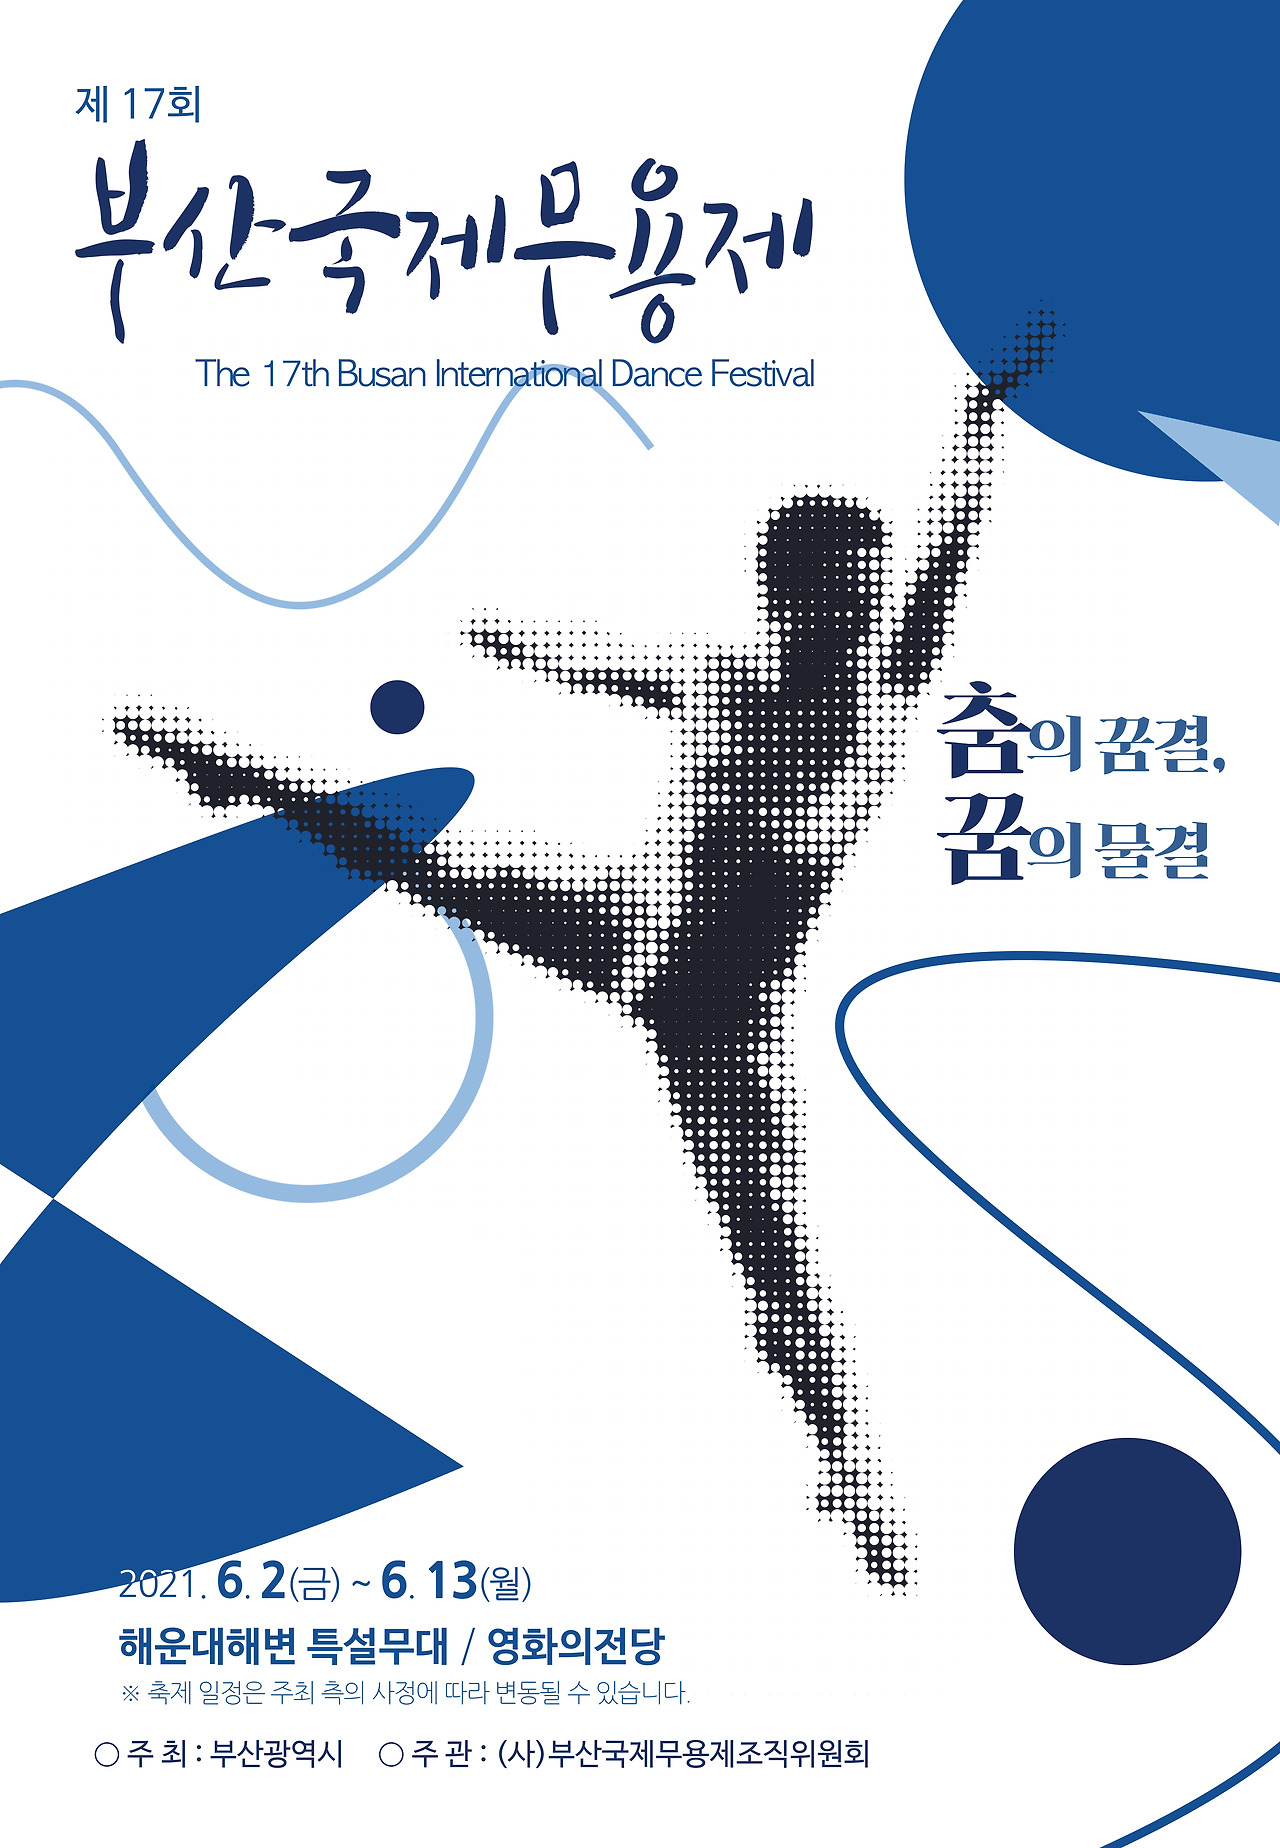 제 17회
부산국제무용제
The 17th Busan International Dance Festival
춤의 꿈결,
꿈의 물결
2021. 6. 2(금) ~ 6. 13(월)
해운대해변 특설무대 / 영화의전당
※ 축제 일정은 주최 측의 사정에 따라 변동될 수 있습니다.
○ 주 최 : 부산광역시 ○ 주 관 : (사)부산국제무용제조직위원회